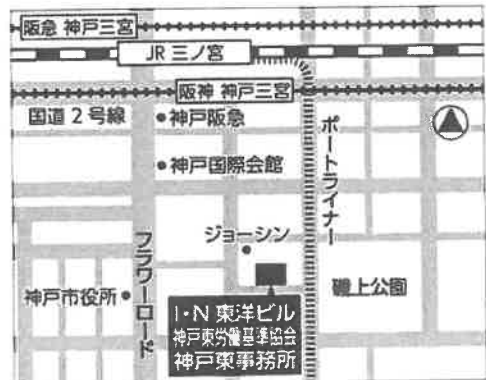 阪急 神戸三宮
JR 三ノ宮
阪神 神戸三宮
国道2号線
神戸阪急
ポートライナー
神戸国際会館
フラワーロード
ジョーシン
神戸市役所
磯上公園
I・N 東洋ビル
神戸東労働基準協会
神戸東事務所